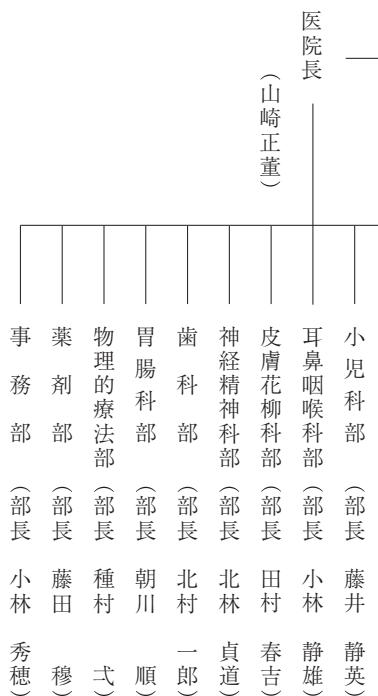 医院長
（山崎正董）
小児科部（部長　藤井　静英）
耳鼻咽喉科部（部長　小林　静雄）
皮膚花柳科部（部長　田村　春吉）
神経精神科部（部長　北林　貞道）
歯科部（部長　北村　一郎）
胃腸科部（部長　朝川　順）
物理的療法部（部長　種村　弌）
薬剤部（部長　藤田　穆）
事務部（部長　小林　秀穂）